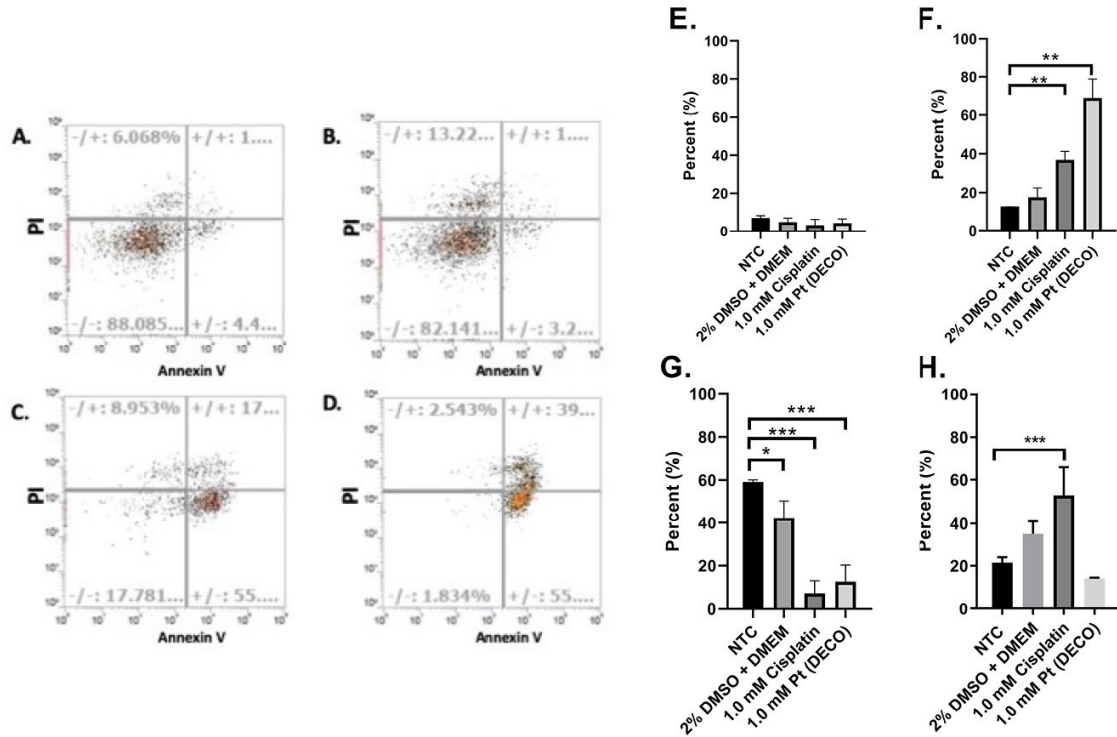 A.
-/+: 6.068% +/+: 1....
-/-: 88.085... +/-: 4.4...
PI
Annexin V
B.
-/+: 13.22... +/+: 1....
-/-: 82.141... +/-: 3.2...
PI
Annexin V
C.
-/+: 8.953% +/+: 17...
-/-: 17.781... +/-: 55....
PI
Annexin V
D.
-/+: 2.543% +/+: 39...
-/-: 1.834% +/-: 55....
PI
Annexin V
E.
Percent (%)
100
80
60
40
20
0
NTC
2% DMSO + DMEM
1.0 mM Cisplatin
1.0 mM Pt (DECO)
F.
Percent (%)
100
80
60
40
20
0
**
**
NTC
2% DMSO + DMEM
1.0 mM Cisplatin
1.0 mM Pt (DECO)
G.
Percent (%)
100
80
60
40
20
0
***
***
*
NTC
2% DMSO + DMEM
1.0 mM Cisplatin
1.0 mM Pt (DECO)
H.
Percent (%)
100
80
60
40
20
0
***
NTC
2% DMSO + DMEM
1.0 mM Cisplatin
1.0 mM Pt (DECO)